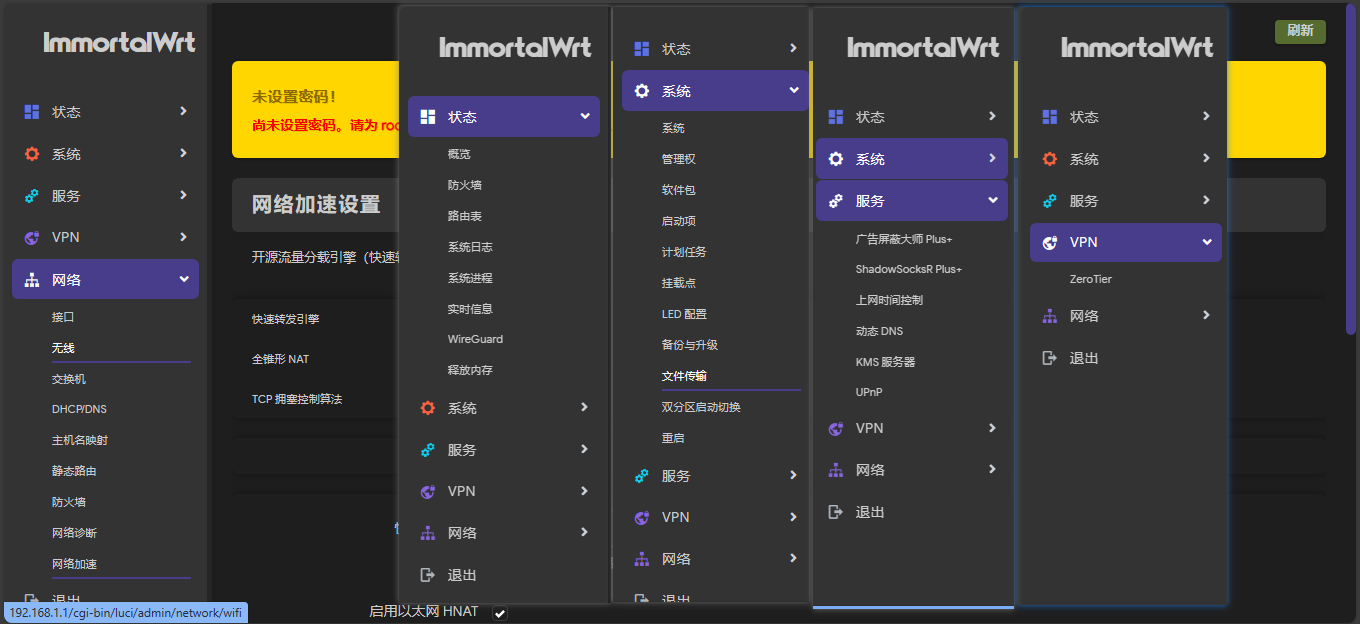 ImmortalWrt
状态
系统
服务
VPN
网络
接口
无线
交换机
DHCP/DNS
主机名映射
静态路由
防火墙
网络诊断
网络加速
退出
192.168.1.1/cgi-bin/luci/admin/network/wifi
刷新
未设置密码！
尚未设置密码。请为
网络加速设置
开源流量分载引擎（快速
快速转发引擎
全锥形 NAT
TCP 拥塞控制算法
启用以太网 HNAT
ImmortalWrt
状态
概览
防火墙
路由表
系统日志
系统进程
实时信息
WireGuard
释放内存
系统
服务
VPN
网络
退出
状态
系统
系统
管理权
软件包
启动项
计划任务
挂载点
LED 配置
备份与升级
文件传输
双分区启动切换
重启
服务
VPN
网络
退出
ImmortalWrt
状态
系统
服务
广告屏蔽大师 Plus+
ShadowSocksR Plus+
上网时间控制
动态 DNS
KMS 服务器
UPnP
VPN
网络
退出
ImmortalWrt
状态
系统
服务
VPN
ZeroTier
网络
退出